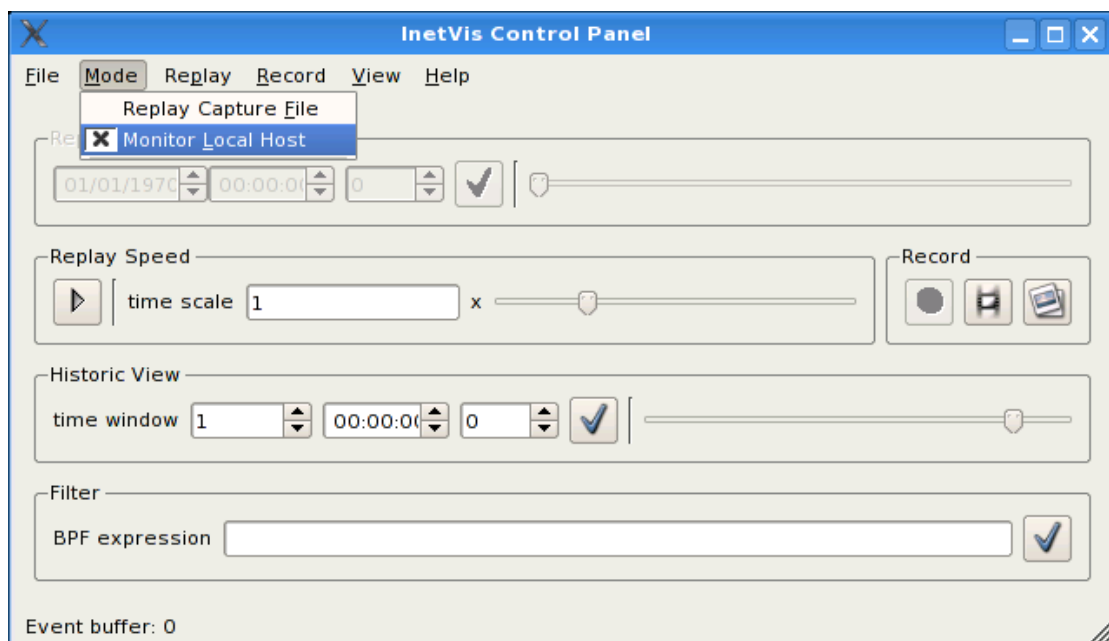 InetVis Control Panel
File Mode Replay Record View Help
Replay Capture File
Monitor Local Host
01/01/1970 00:00:00 0
Replay Speed
Record
time scale 1 x
Historic View
time window 1 00:00:00 0
Filter
BPF expression
Event buffer: 0